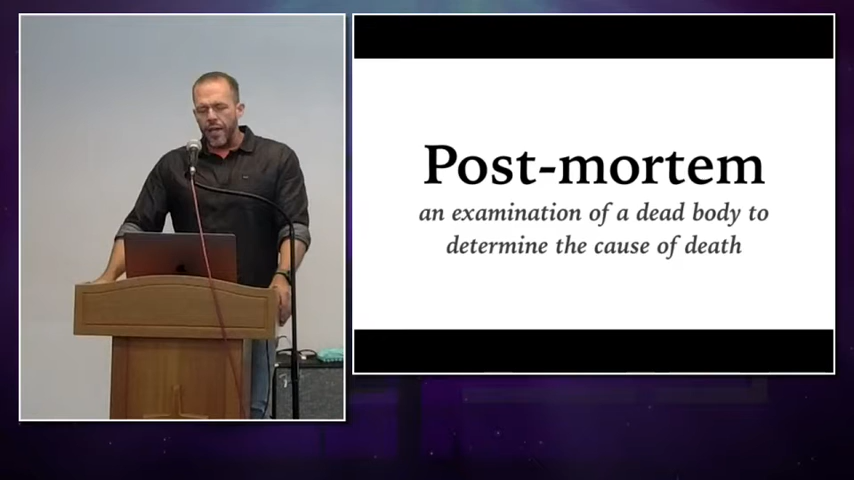 Post-mortem
an examination of a dead body to
determine the cause of death